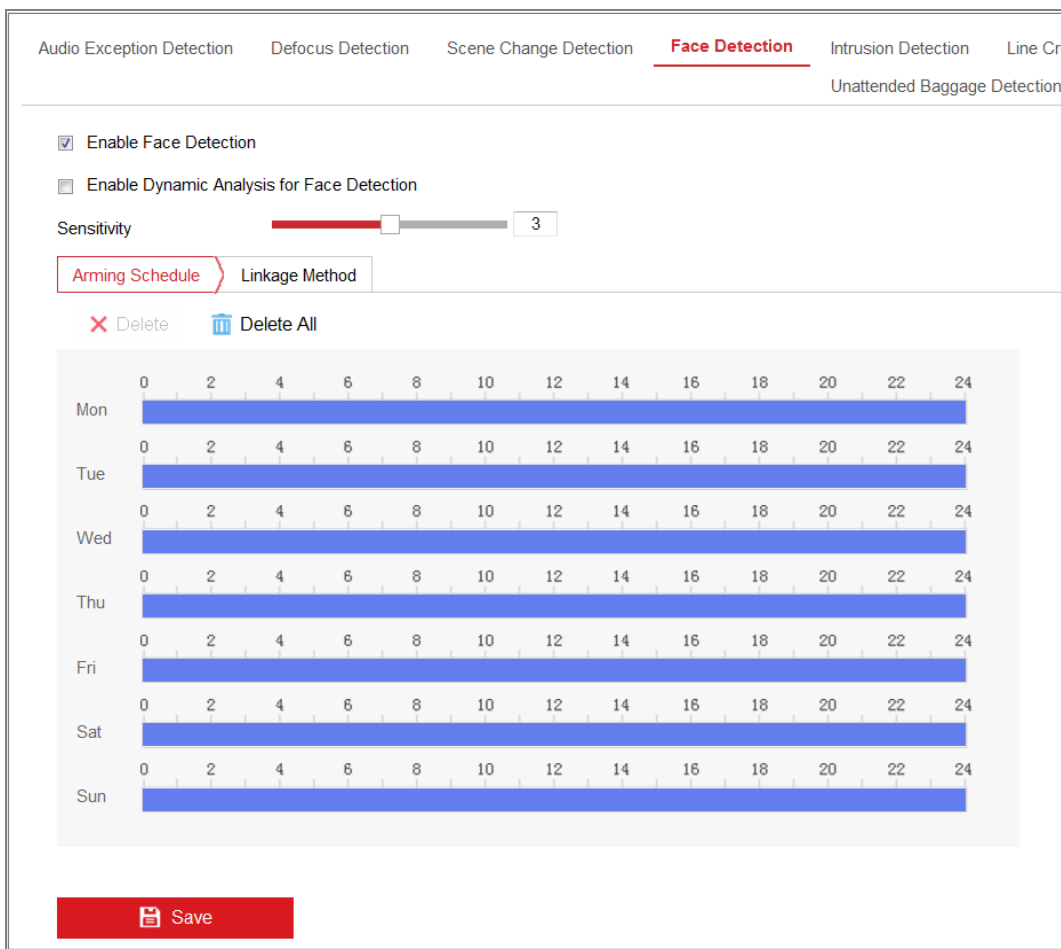 Audio Exception Detection Defocus Detection Scene Change Detection Face Detection Intrusion Detection Line Cr
Unattended Baggage Detection
Enable Face Detection
Enable Dynamic Analysis for Face Detection
Sensitivity 3
Arming Schedule Linkage Method
Delete Delete All
0 2 4 6 8 10 12 14 16 18 20 22 24
Mon
0 2 4 6 8 10 12 14 16 18 20 22 24
Tue
0 2 4 6 8 10 12 14 16 18 20 22 24
Wed
0 2 4 6 8 10 12 14 16 18 20 22 24
Thu
0 2 4 6 8 10 12 14 16 18 20 22 24
Fri
0 2 4 6 8 10 12 14 16 18 20 22 24
Sat
0 2 4 6 8 10 12 14 16 18 20 22 24
Sun
Save